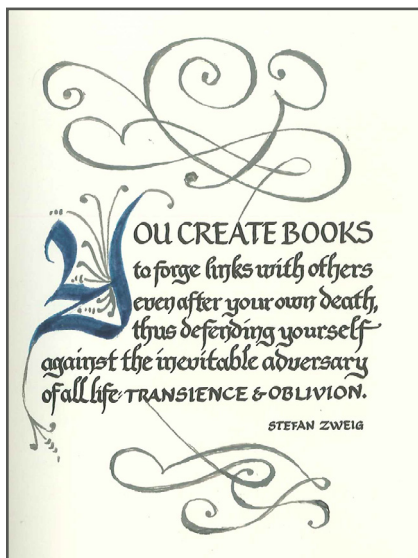 YOU CREATE BOOKS
to forge links with others
even after your own death,
thus defending yourself
against the inevitable adversary
of all life: TRANSIENCE & OBLIVION.
STEFAN ZWEIG